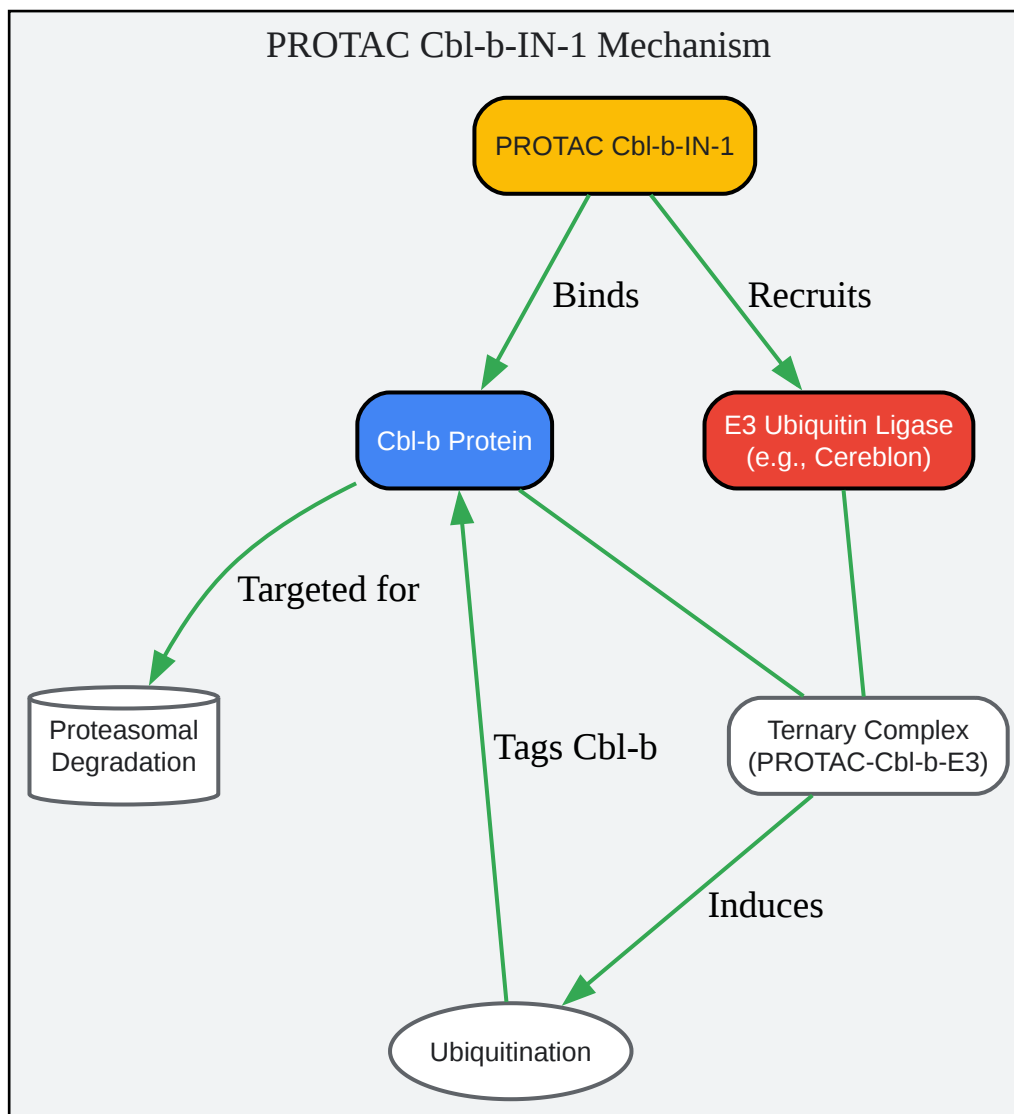 PROTAC Cbl-b-IN-1 Mechanism
PROTAC Cbl-b-IN-1
Binds
Recruits
Cbl-b Protein
E3 Ubiquitin Ligase
(e.g., Cereblon)
Targeted for
Proteasomal
Degradation
Tags Cbl-b
Ternary Complex
(PROTAC-Cbl-b-E3)
Induces
Ubiquitination